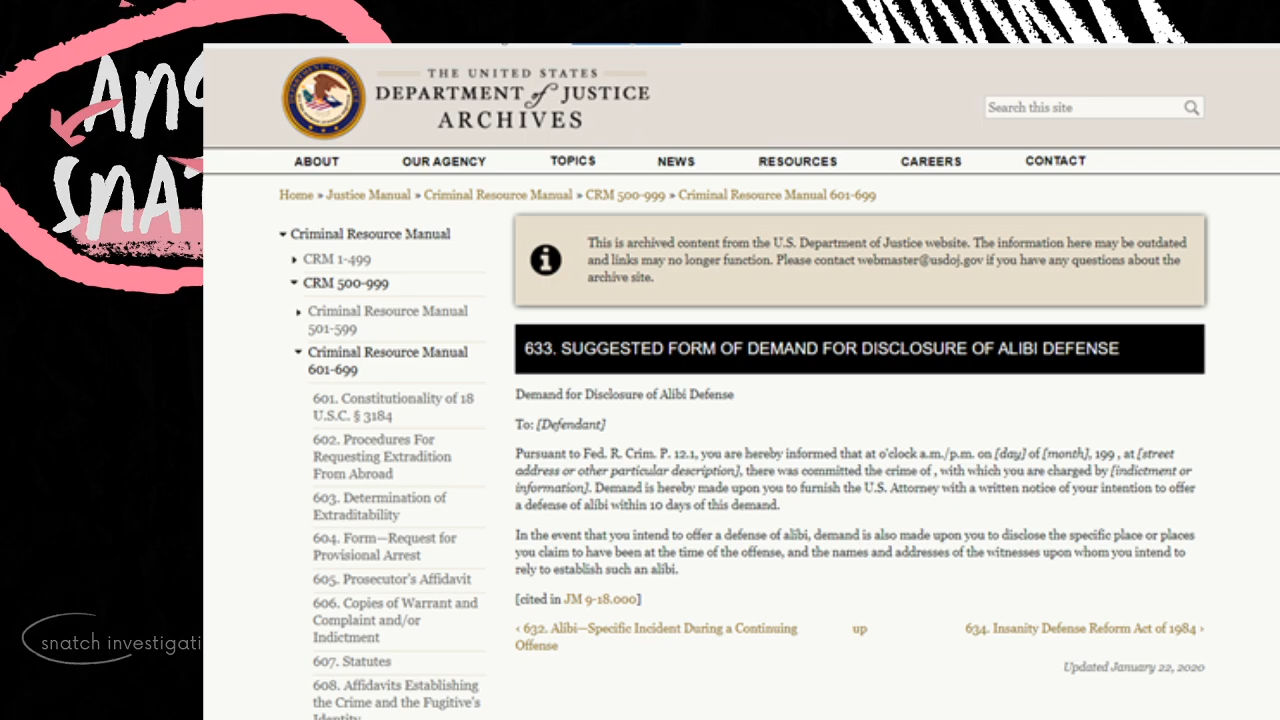 Ano
snat
snatch investigati
THE UNITED STATES
DEPARTMENT of JUSTICE
ARCHIVES
Search this site
ABOUT OUR AGENCY TOPICS NEWS RESOURCES CAREERS CONTACT
Home » Justice Manual » Criminal Resource Manual » CRM 500-999 » Criminal Resource Manual 601-699
Criminal Resource Manual
CRM 1-499
CRM 500-999
Criminal Resource Manual
501-599
Criminal Resource Manual
601-699
601. Constitutionality of 18
U.S.C. § 3184
602. Procedures For
Requesting Extradition
From Abroad
603. Determination of
Extraditability
604. Form—Request for
Provisional Arrest
605. Prosecutor's Affidavit
606. Copies of Warrant and
Complaint and/or
Indictment
607. Statutes
608. Affidavits Establishing
the Crime and the Fugitive's
Identity
This is archived content from the U.S. Department of Justice website. The information here may be outdated
and links may no longer function. Please contact webmaster@usdoj.gov if you have any questions about the
archive site.
633. SUGGESTED FORM OF DEMAND FOR DISCLOSURE OF ALIBI DEFENSE
Demand for Disclosure of Alibi Defense
To: [Defendant]
Pursuant to Fed. R. Crim. P. 12.1, you are hereby informed that at o'clock a.m./p.m. on [day] of [month], 199 , at [street
address or other particular description], there was committed the crime of , with which you are charged by [indictment or
information]. Demand is hereby made upon you to furnish the U.S. Attorney with a written notice of your intention to offer
a defense of alibi within 10 days of this demand.
In the event that you intend to offer a defense of alibi, demand is also made upon you to disclose the specific place or places
you claim to have been at the time of the offense, and the names and addresses of the witnesses upon whom you intend to
rely to establish such an alibi.
[cited in JM 9-18.000]
‹ 632. Alibi—Specific Incident During a Continuing
Offense
up
634. Insanity Defense Reform Act of 1984 ›
Updated January 22, 2020